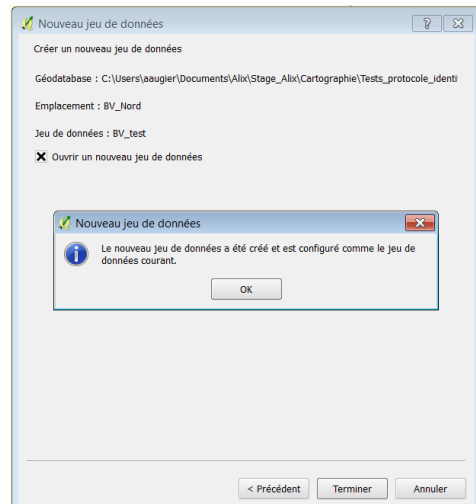 Nouveau jeu de données
Créer un nouveau jeu de données
Géodatabase : C:\Users\aaugier\Documents\Alix\Stage_Alix\Cartographie\Tests_protocole_identi
Emplacement : BV_Nord
Jeu de données : BV_test
Ouvrir un nouveau jeu de données
Nouveau jeu de données
Le nouveau jeu de données a été créé et est configuré comme le jeu de
données courant.
OK
< Précédent Terminer Annuler